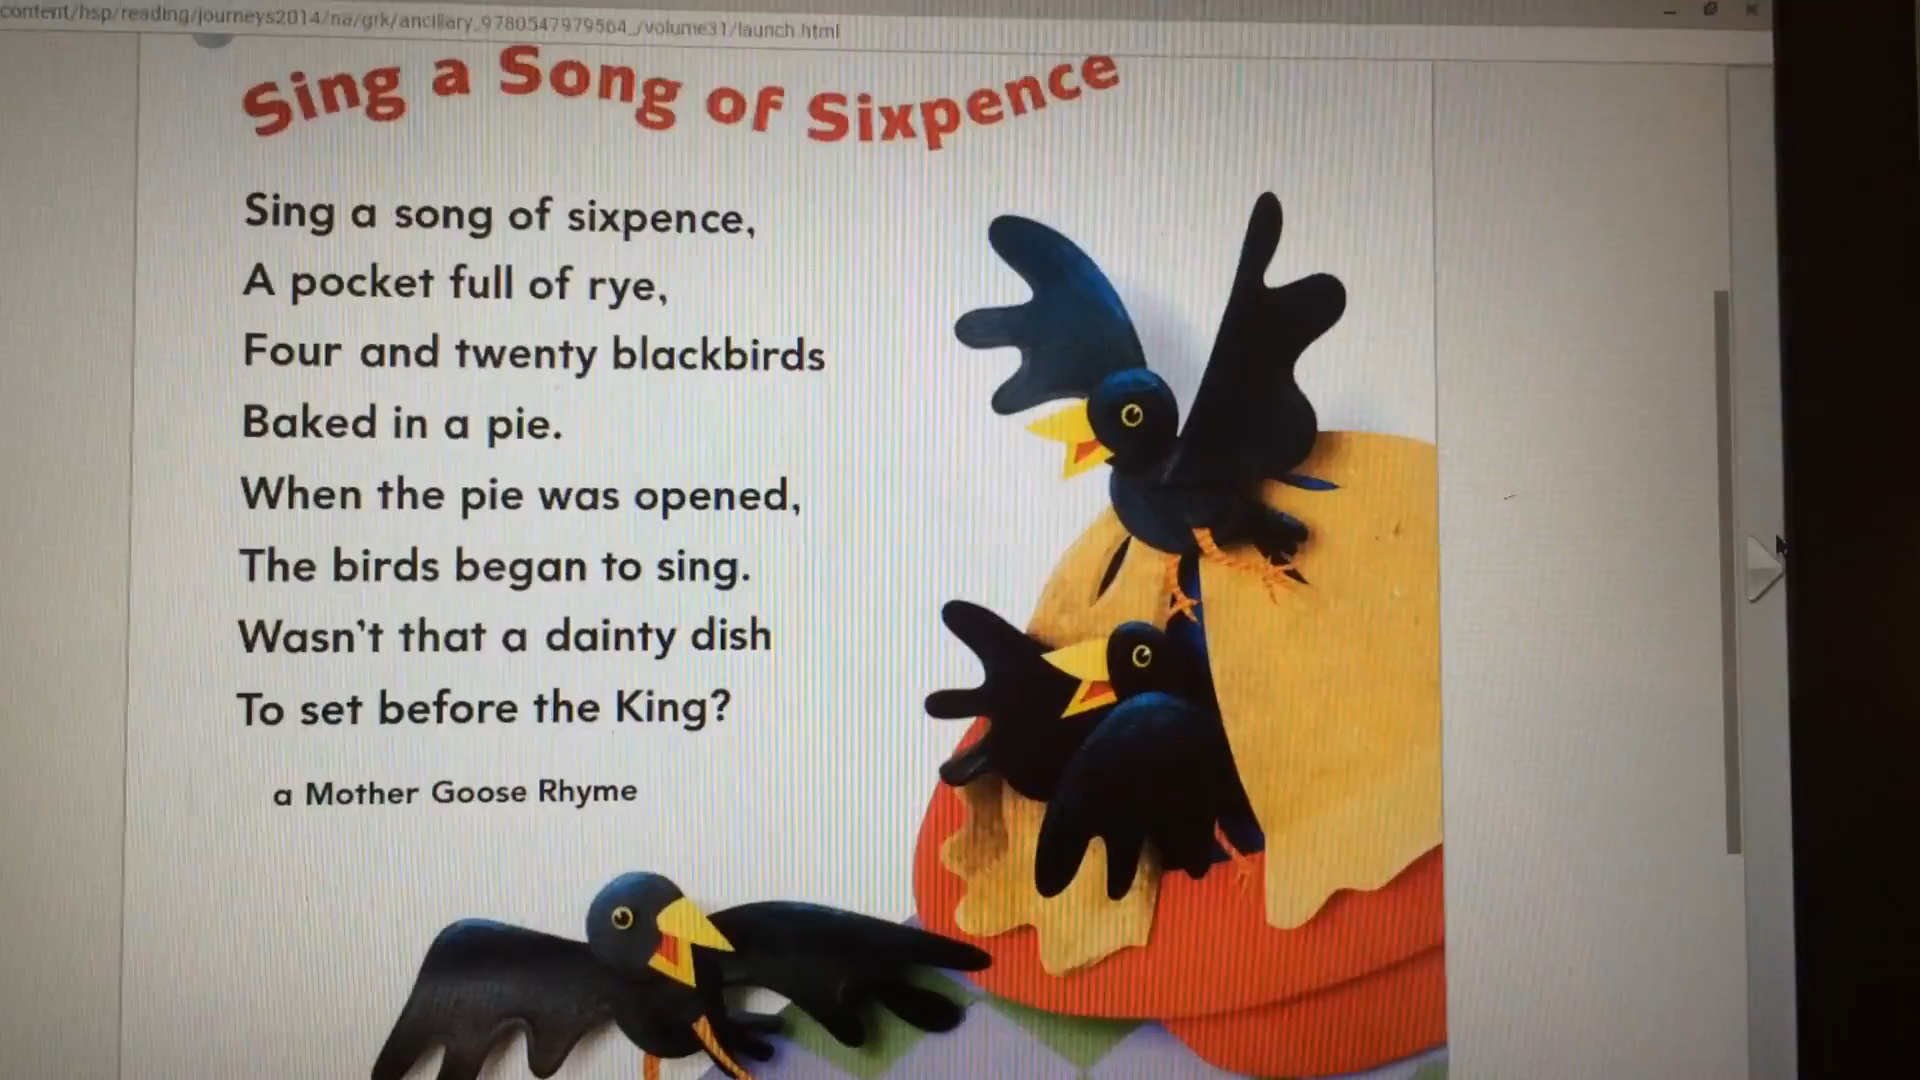 content/hsp/reading/journeys2014/na/grk/ancillary_9780547979564_/volume31/launch.html
Sing a Song of Sixpence
Sing a song of sixpence,
A pocket full of rye,
Four and twenty blackbirds
Baked in a pie.
When the pie was opened,
The birds began to sing.
Wasn't that a dainty dish
To set before the King?
a Mother Goose Rhyme